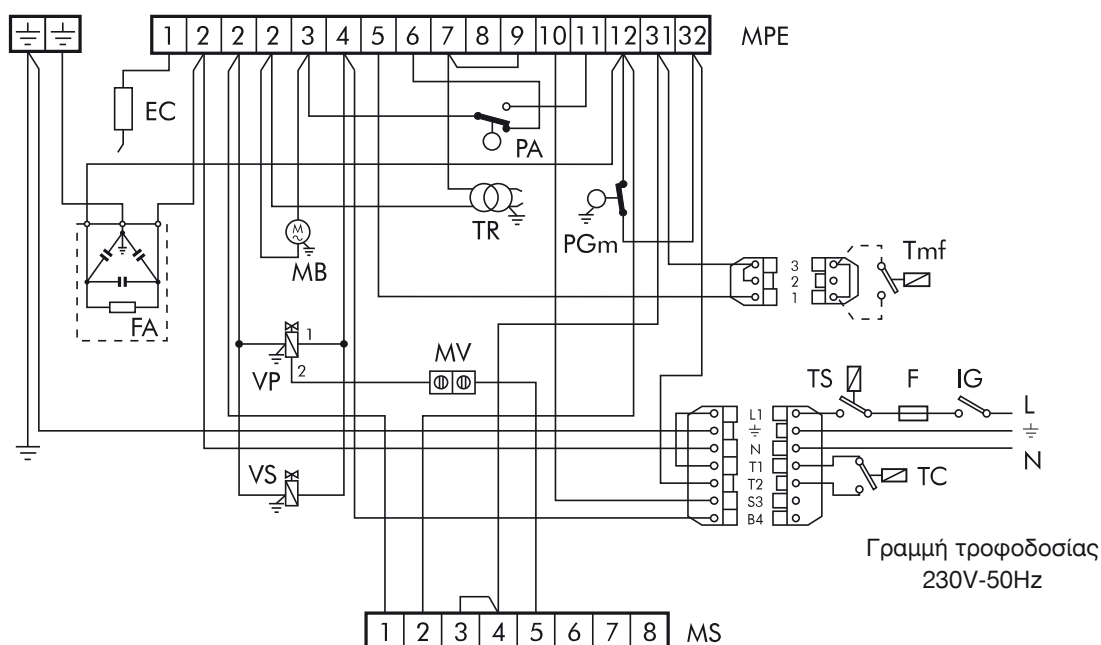 1 2 2 2 3 4 5 6 7 8 9 10 11 12 31 32 MPE
EC
PA
TR
PGm
M
MB
3
2
1
Tmf
FA
1
VP
2
MV
TS F IG
L
L1
N
N
T1
T2
S3
B4
TC
VS
Γραμμή τροφοδοσίας
230V-50Hz
1 2 3 4 5 6 7 8 MS